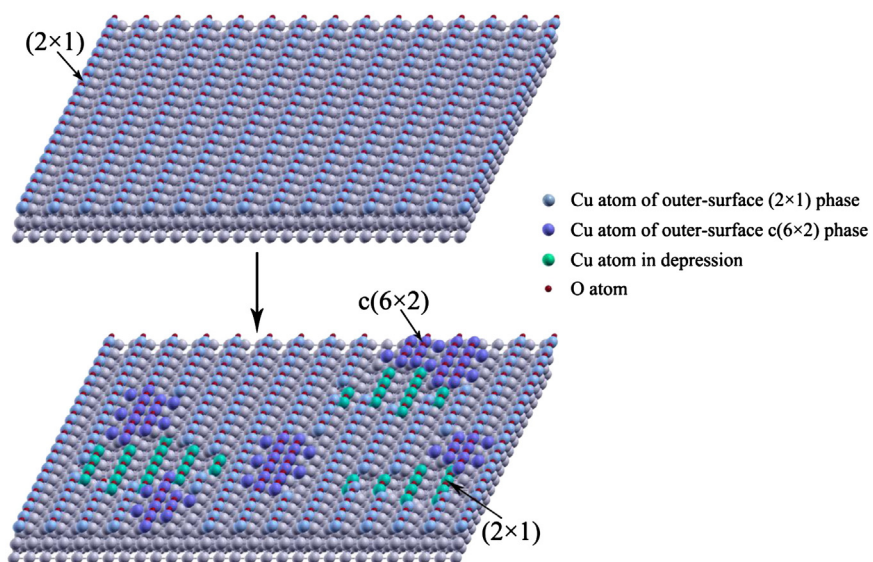 (2×1)
Cu atom of outer-surface (2×1) phase
Cu atom of outer-surface c(6×2) phase
Cu atom in depression
O atom
c(6×2)
(2×1)